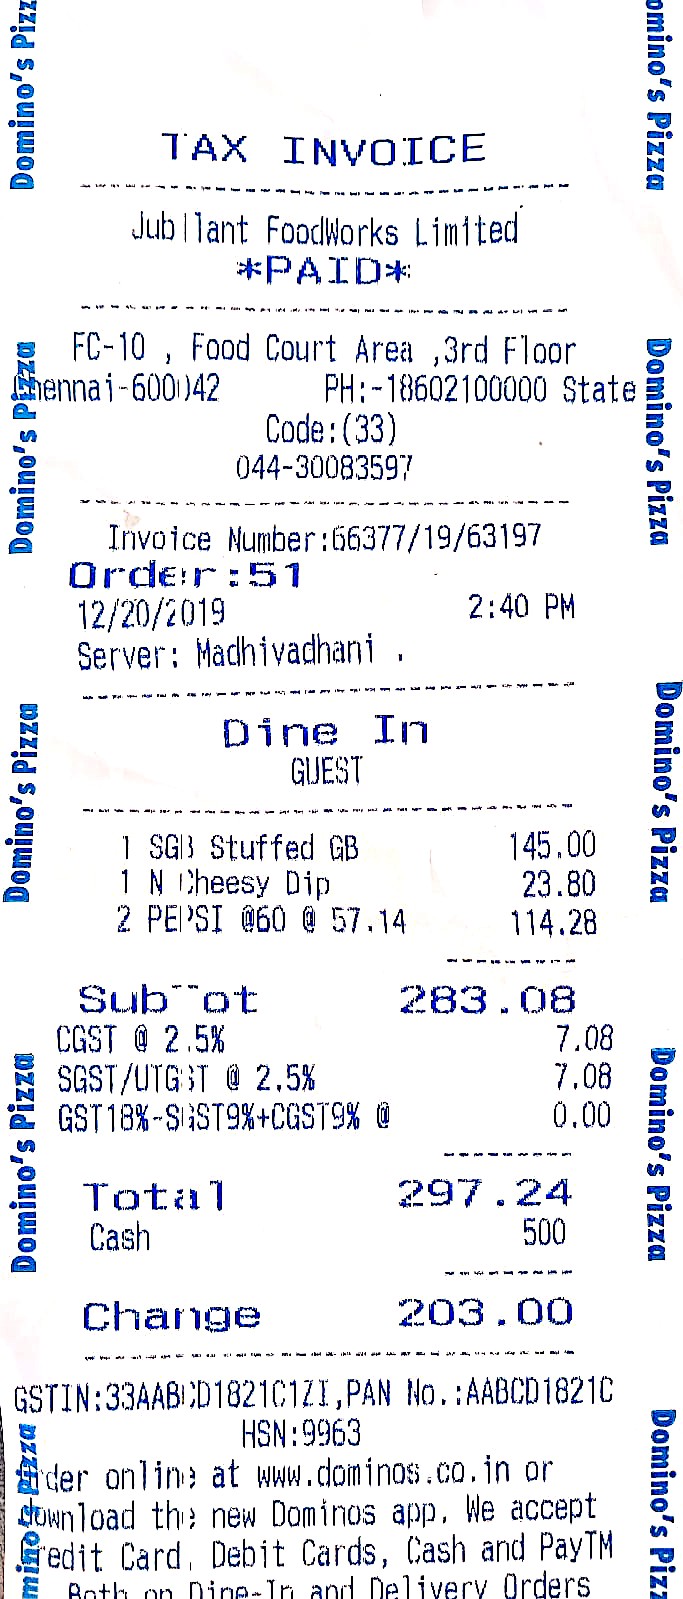 TAX INVOICE
Jubilant FoodWorks Limited
*PAID*
FC-10 , Food Court Area ,3rd Floor
Chennai-600042 PH:-18602100000 State
Code:(33)
044-30083597
Invoice Number:66377/19/63197
Order:51
12/20/2019 2:40 PM
Server: Madhivadhani .
Dine In
GUEST
1 SGB Stuffed GB 145.00
1 N Cheesy Dip 23.80
2 PEPSI @60 @ 57.14 114.28
SubTot 283.08
CGST @ 2.5% 7.08
SGST/UTGST @ 2.5% 7.08
GST18%-SGST9%+CGST9% @ 0.00
Total 297.24
Cash 500
Change 203.00
GSTIN:33AABCD1821C1ZI,PAN No.:AABCD1821C
HSN:9963
Order online at www.dominos.co.in or
download the new Dominos app. We accept
Credit Card, Debit Cards, Cash and PayTM
Both on Dine-In and Delivery Orders
Domino's Pizza
Domino's Pizza
Domino's Pizza
Domino's Pizza
mino's Pizza
omino's Pizza
Domino's Pizza
Domino's Pizza
Domino's Pizza
Domino's Pizz